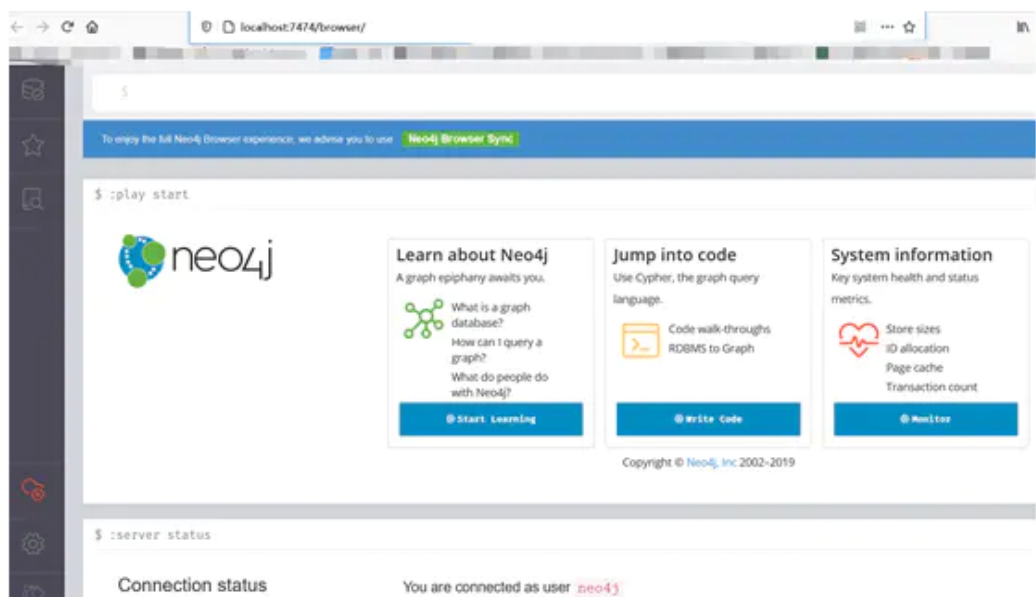 localhost:7474/browser/
$
To enjoy the full Neo4j Browser experience, we advise you to use Neo4j Browser Sync
$ :play start
neo4j
Learn about Neo4j
A graph epiphany awaits you.
What is a graph
database?
How can I query a
graph?
What do people do
with Neo4j?
Start Learning
Jump into code
Use Cypher, the graph query
language.
Code walk-throughs
RDBMS to Graph
Write Code
System information
Key system health and status
metrics.
Store sizes
ID allocation
Page cache
Transaction count
Monitor
Copyright © Neo4j, Inc 2002-2019
$ :server status
Connection status
You are connected as user neo4j